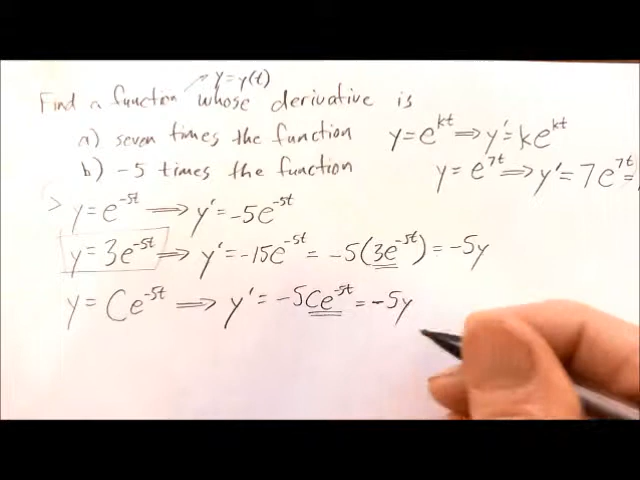 y=y(t)
Find a function whose derivative is
a) seven times the function
y=e^{kt} ⟹ y'=ke^{kt}
b) -5 times the function
y=e^{7t} ⟹ y'=7e^{7t}=
> y=e^{-5t} ⟹ y'=-5e^{-5t}
y=3e^{-5t} ⟹ y'=-15e^{-5t} = -5(3e^{-5t}) = -5y
y=Ce^{-5t} ⟹ y'=-5Ce^{-5t} = -5y